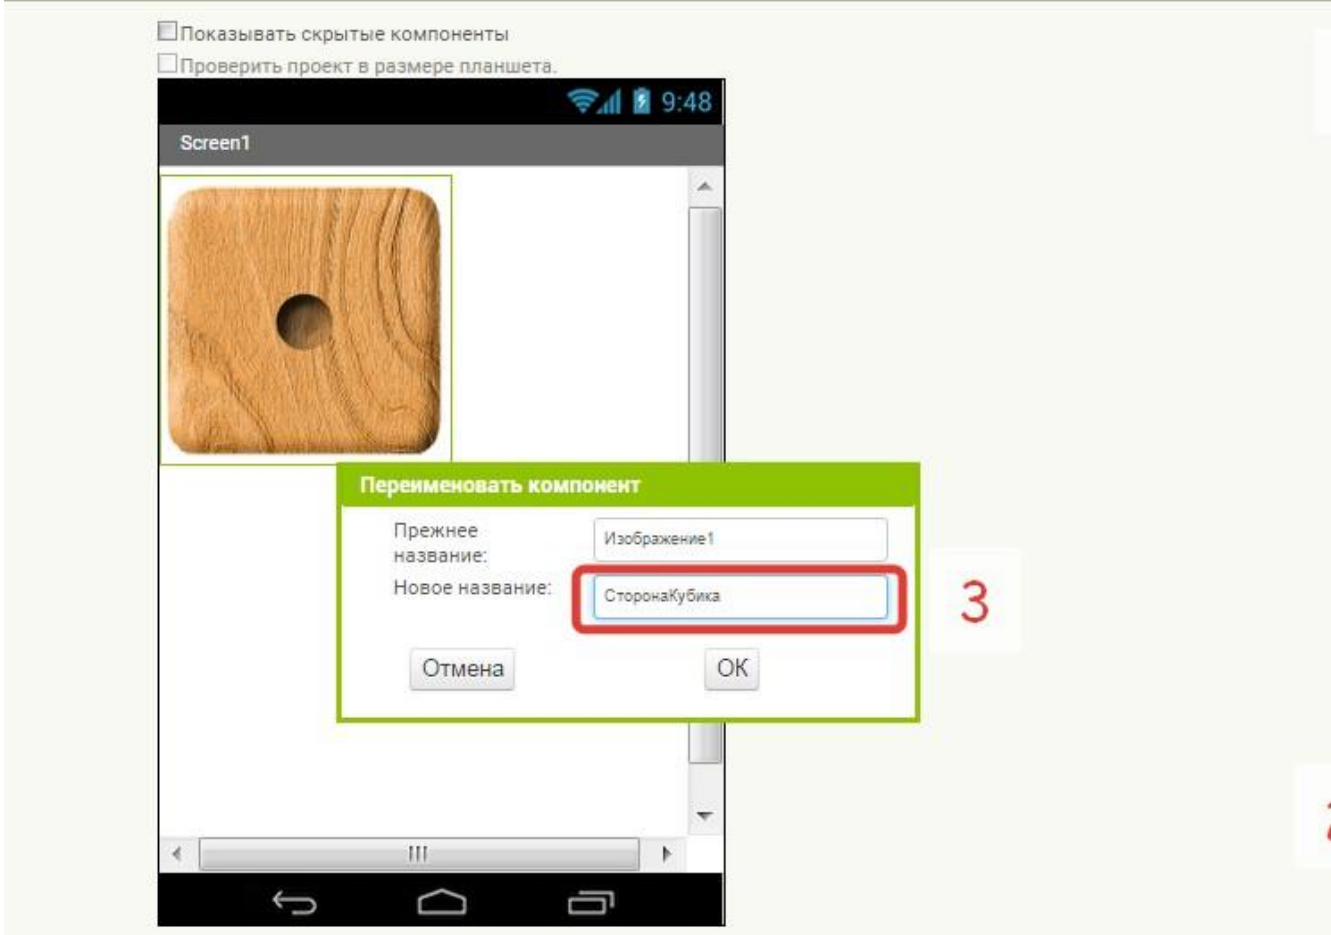 Показывать скрытые компоненты
Проверить проект в размере планшета.
9:48
Screen1
Переименовать компонент
Прежнее
название:
Изображение1
Новое название:
СторонаКубика
3
Отмена
OK